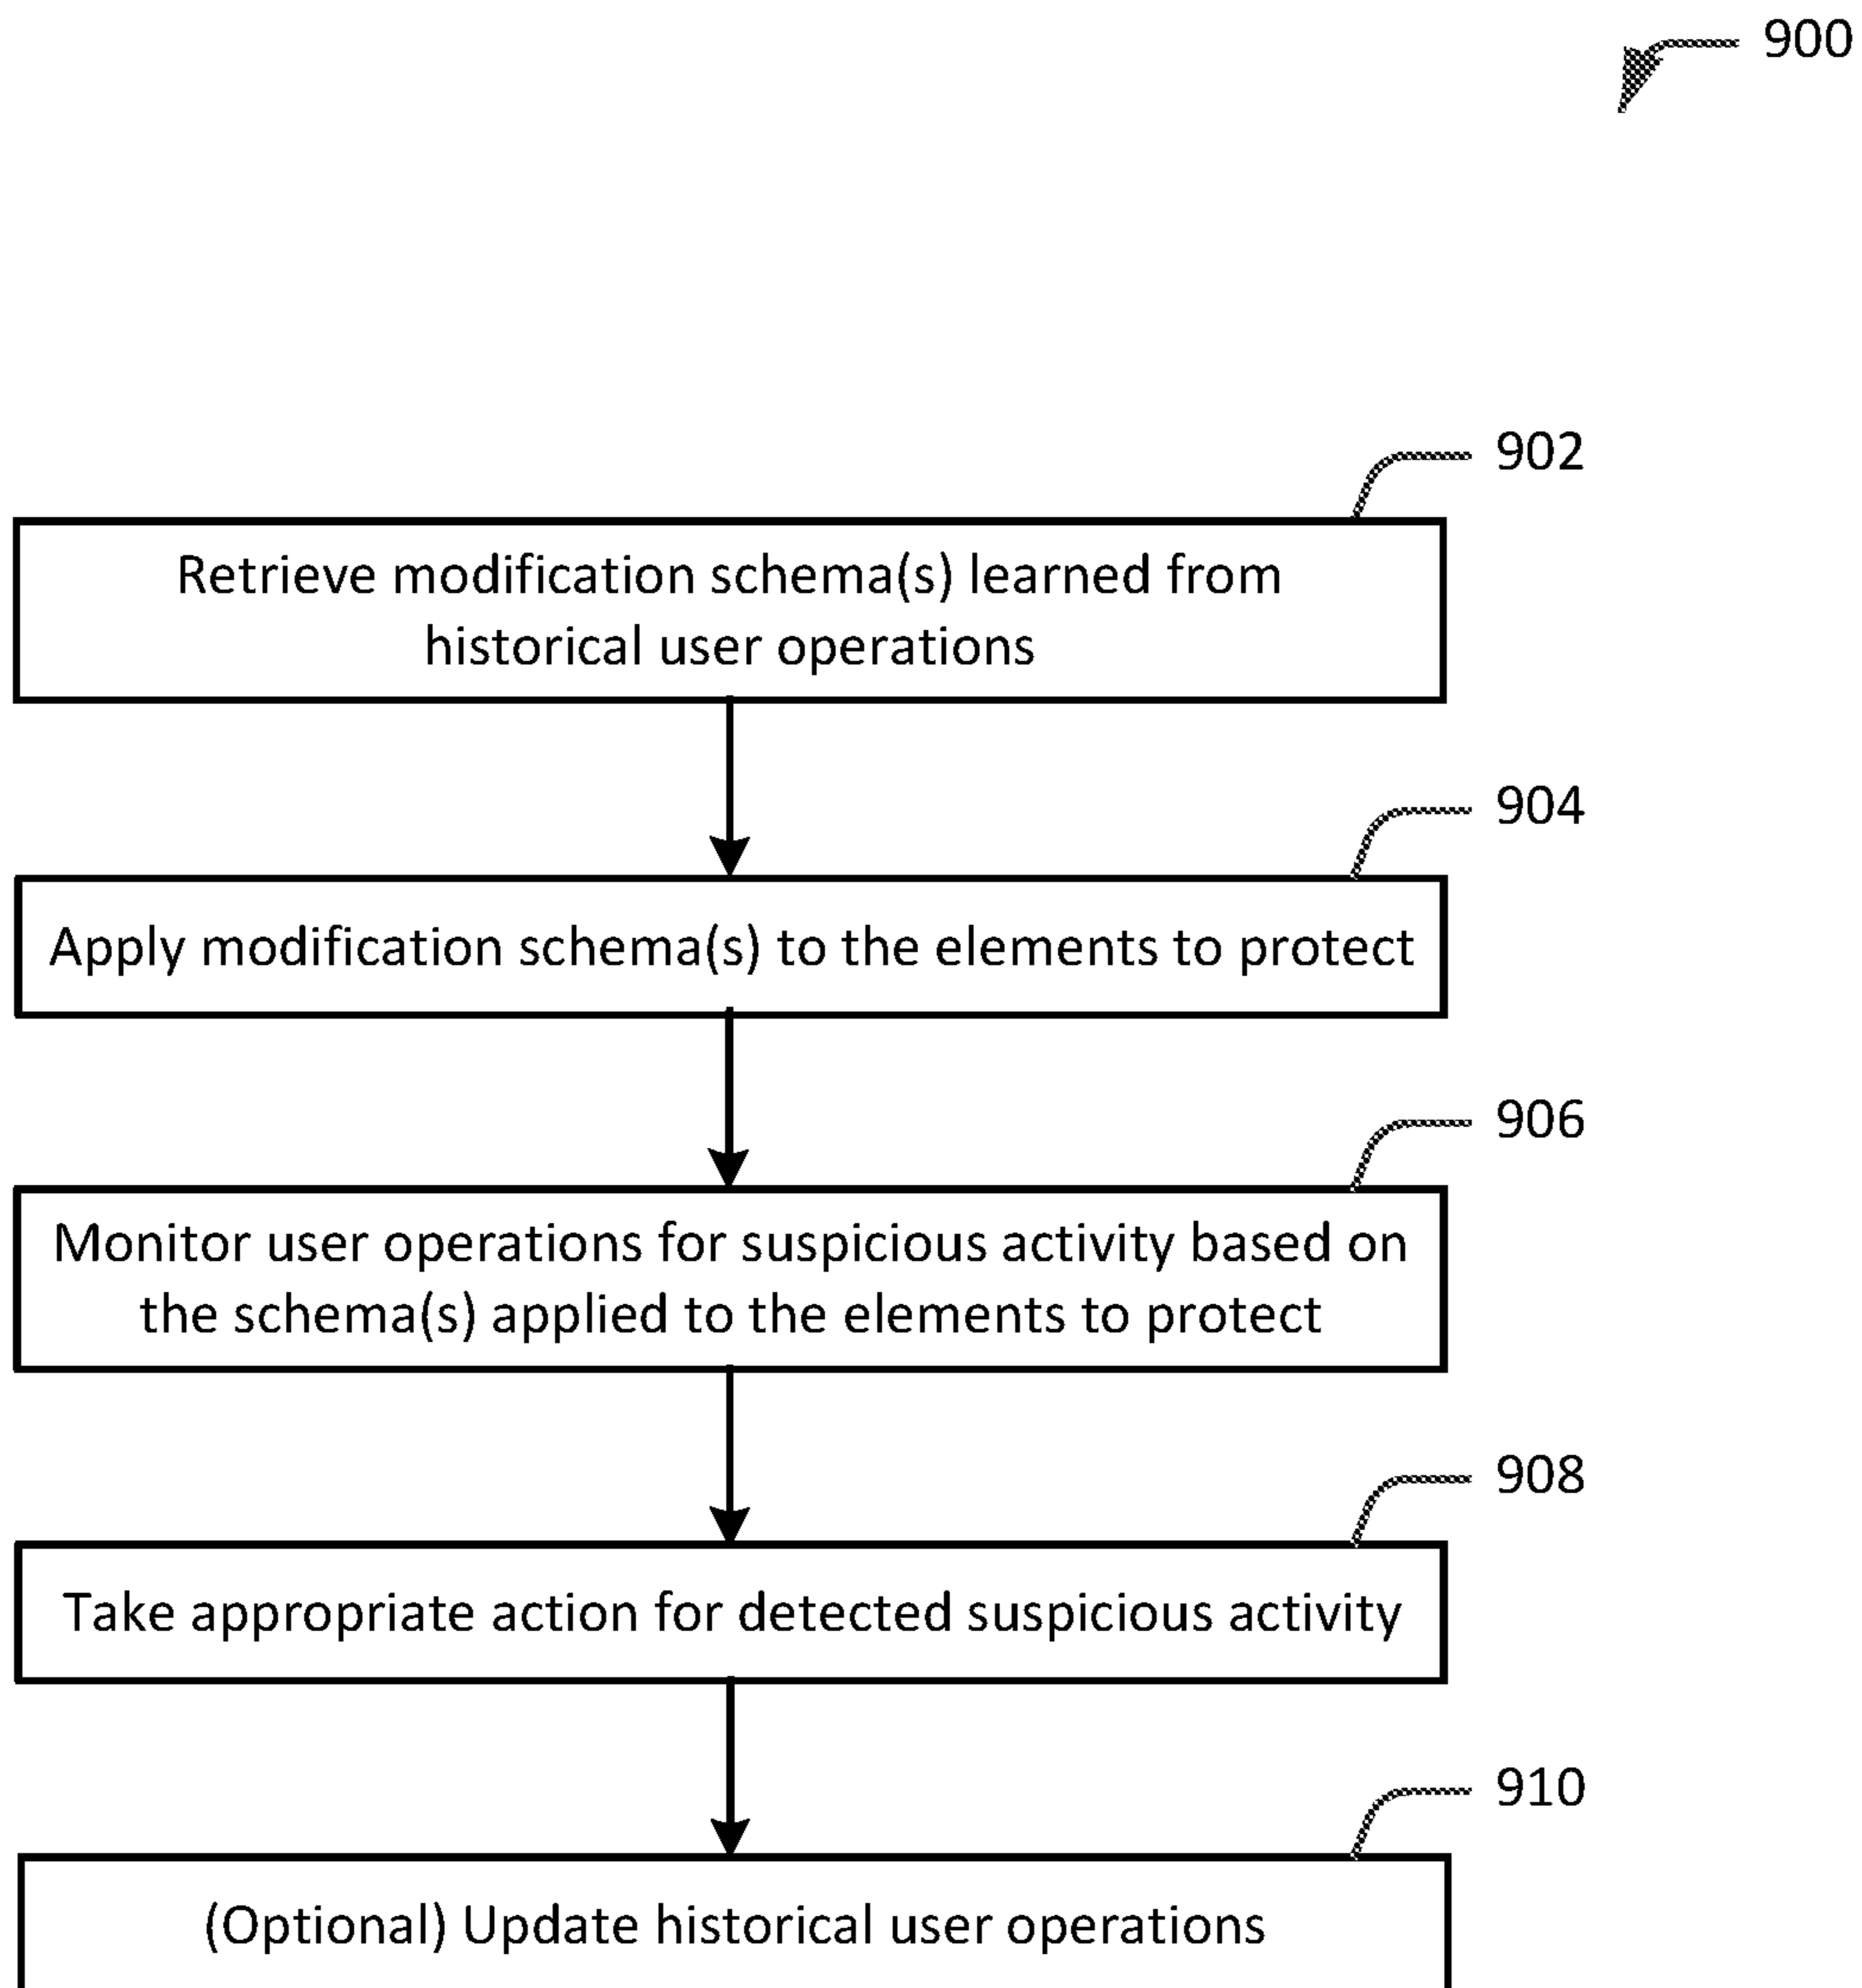 900
902
Retrieve modification schema(s) learned from
historical user operations
904
Apply modification schema(s) to the elements to protect
906
Monitor user operations for suspicious activity based on
the schema(s) applied to the elements to protect
908
Take appropriate action for detected suspicious activity
910
(Optional) Update historical user operations